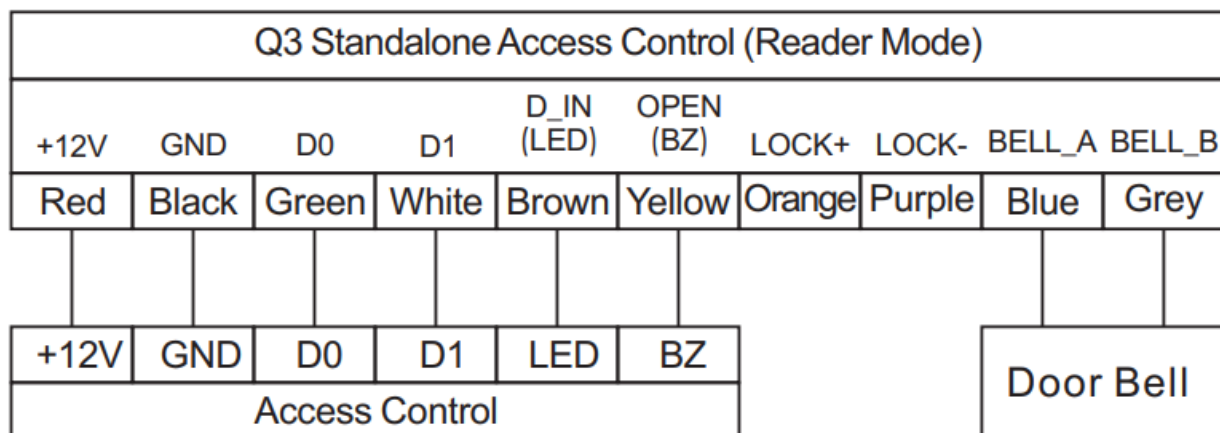 Q3 Standalone Access Control (Reader Mode)
+12V GND D0 D1 D_IN (LED) OPEN (BZ) LOCK+ LOCK- BELL_A BELL_B
Red Black Green White Brown Yellow Orange Purple Blue Grey
+12V GND D0 D1 LED BZ
Door Bell
Access Control